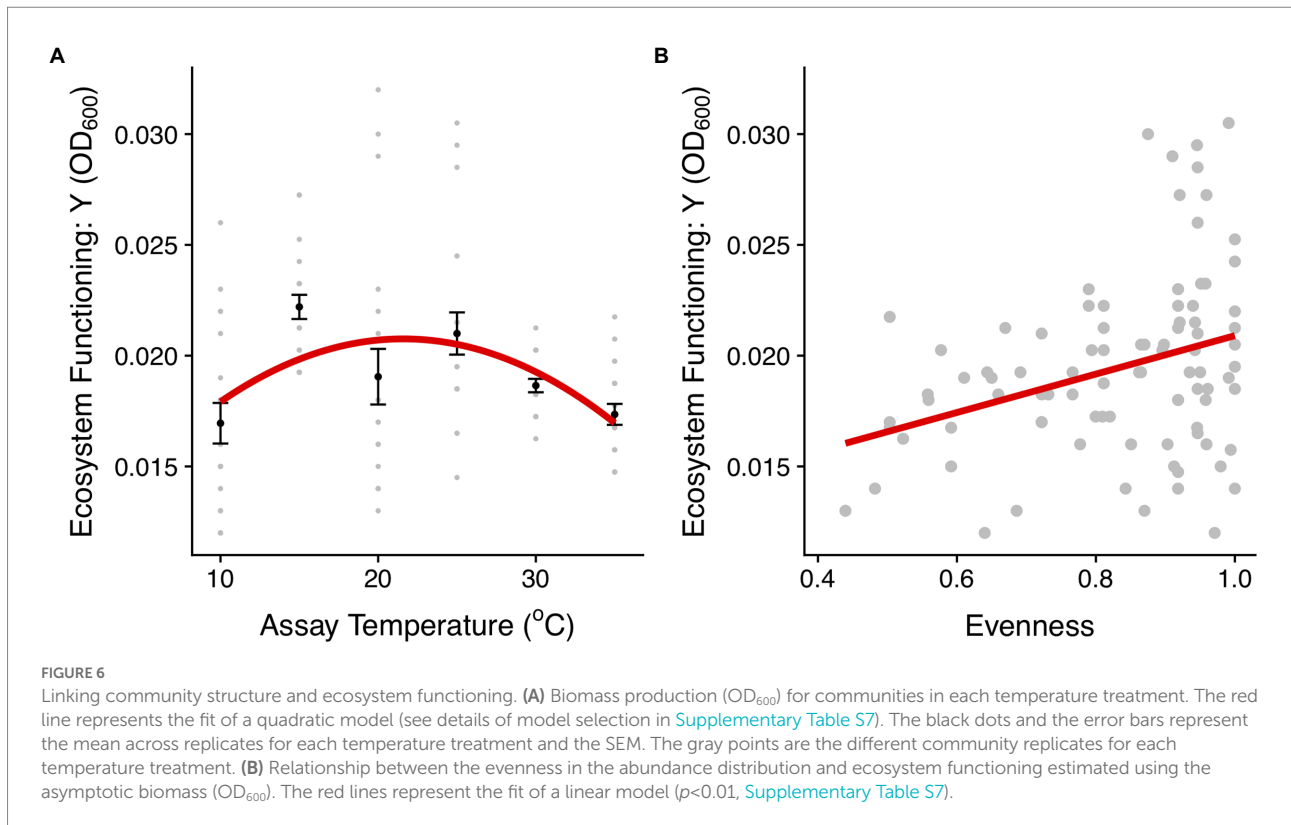 A
Ecosystem Functioning: Y (OD600)
0.030
0.025
0.020
0.015
10
20
30
Assay Temperature (oC)
B
Ecosystem Functioning: Y (OD600)
0.030
0.025
0.020
0.015
0.4
0.6
0.8
1.0
Evenness
FIGURE 6
Linking community structure and ecosystem functioning. (A) Biomass production (OD600) for communities in each temperature treatment. The red
line represents the fit of a quadratic model (see details of model selection in Supplementary Table S7). The black dots and the error bars represent
the mean across replicates for each temperature treatment and the SEM. The gray points are the different community replicates for each
temperature treatment. (B) Relationship between the evenness in the abundance distribution and ecosystem functioning estimated using the
asymptotic biomass (OD600). The red lines represent the fit of a linear model (p<0.01, Supplementary Table S7).